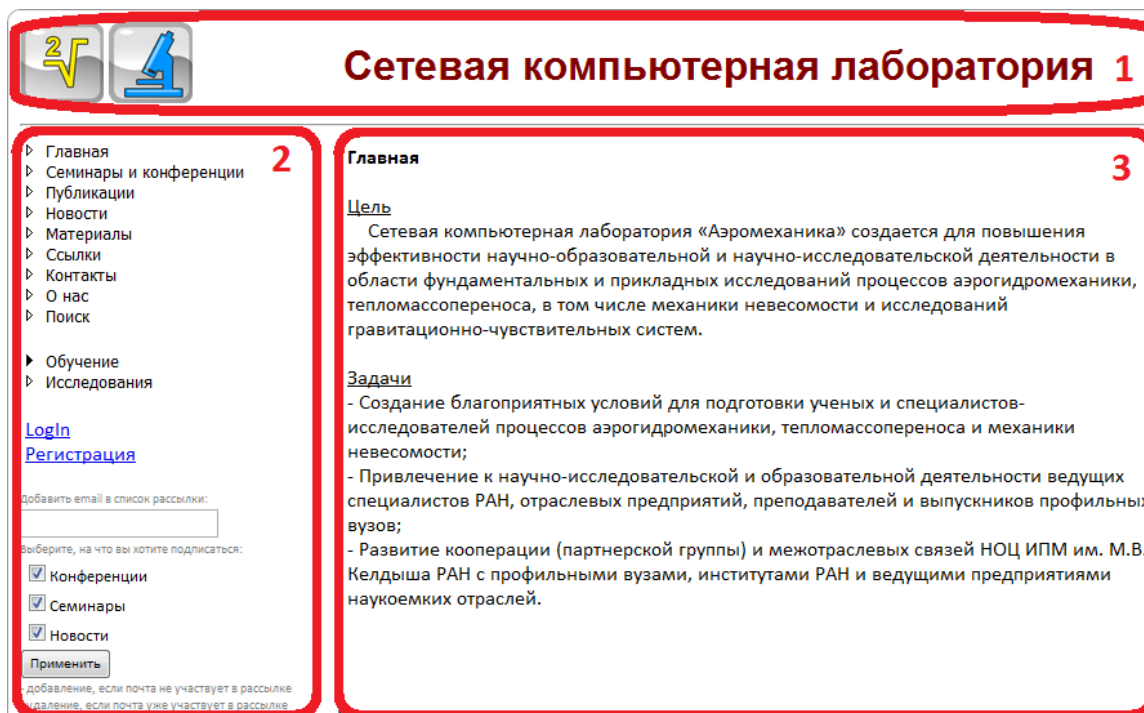 2√
Сетевая компьютерная лаборатория 1
2
Главная
Семинары и конференции
Публикации
Новости
Материалы
Ссылки
Контакты
О нас
Поиск
Обучение
Исследования
LogIn
Регистрация
Добавить email в список рассылки:
Выберите, на что вы хотите подписаться:
Конференции
Семинары
Новости
Применить
- добавление, если почта не участвует в рассылке
удаление, если почта уже участвует в рассылке
3
Главная
Цель
Сетевая компьютерная лаборатория «Аэромеханика» создается для повышения
эффективности научно-образовательной и научно-исследовательской деятельности в
области фундаментальных и прикладных исследований процессов аэрогидромеханики,
тепломассопереноса, в том числе механики невесомости и исследований
гравитационно-чувствительных систем.
Задачи
- Создание благоприятных условий для подготовки ученых и специалистов-
исследователей процессов аэрогидромеханики, тепломассопереноса и механики
невесомости;
- Привлечение к научно-исследовательской и образовательной деятельности ведущих
специалистов РАН, отраслевых предприятий, преподавателей и выпускников профильных
вузов;
- Развитие кооперации (партнерской группы) и межотраслевых связей НОЦ ИПМ им. М.В.
Келдыша РАН с профильными вузами, институтами РАН и ведущими предприятиями
наукоемких отраслей.